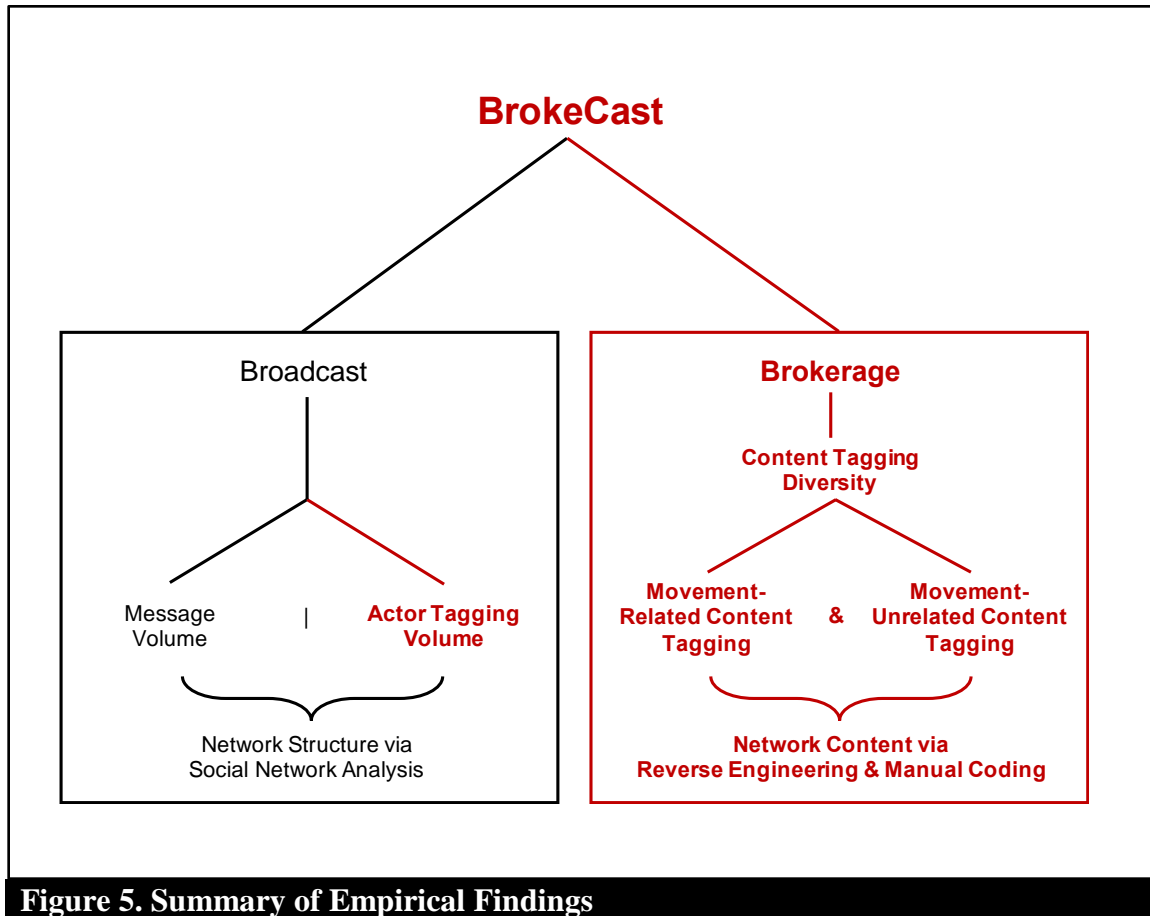 BrokeCast
Broadcast
Message
Volume
|
Actor Tagging
Volume
Network Structure via
Social Network Analysis
Brokerage
Content Tagging
Diversity
Movement-
Related Content
Tagging
&
Movement-
Unrelated Content
Tagging
Network Content via
Reverse Engineering & Manual Coding
Figure 5. Summary of Empirical Findings